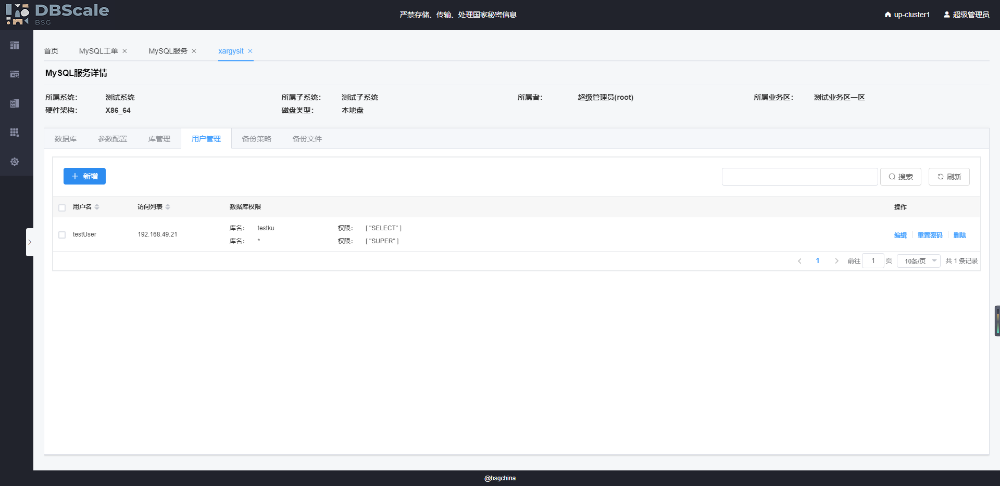 DBScale
BSG
严禁存储、传输、处理国家秘密信息
up-cluster1 超级管理员
首页 MySQL工单 MySQL服务 xargysit
MySQL服务详情
所属系统： 测试系统 所属子系统： 测试子系统 所属者： 超级管理员(root) 所属业务区： 测试业务区一区
硬件架构： X86_64 磁盘类型： 本地盘
数据库 参数配置 库管理 用户管理 备份策略 备份文件
新增 搜索 刷新
用户名 访问列表 数据库权限 操作
testUser 192.168.49.21 库名： testku 权限： [ "SELECT" ] 编辑 重置密码 删除
库名： * 权限： [ "SUPER" ]
1 前往 1 页 10条/页 共 1 条记录
@bsgchina